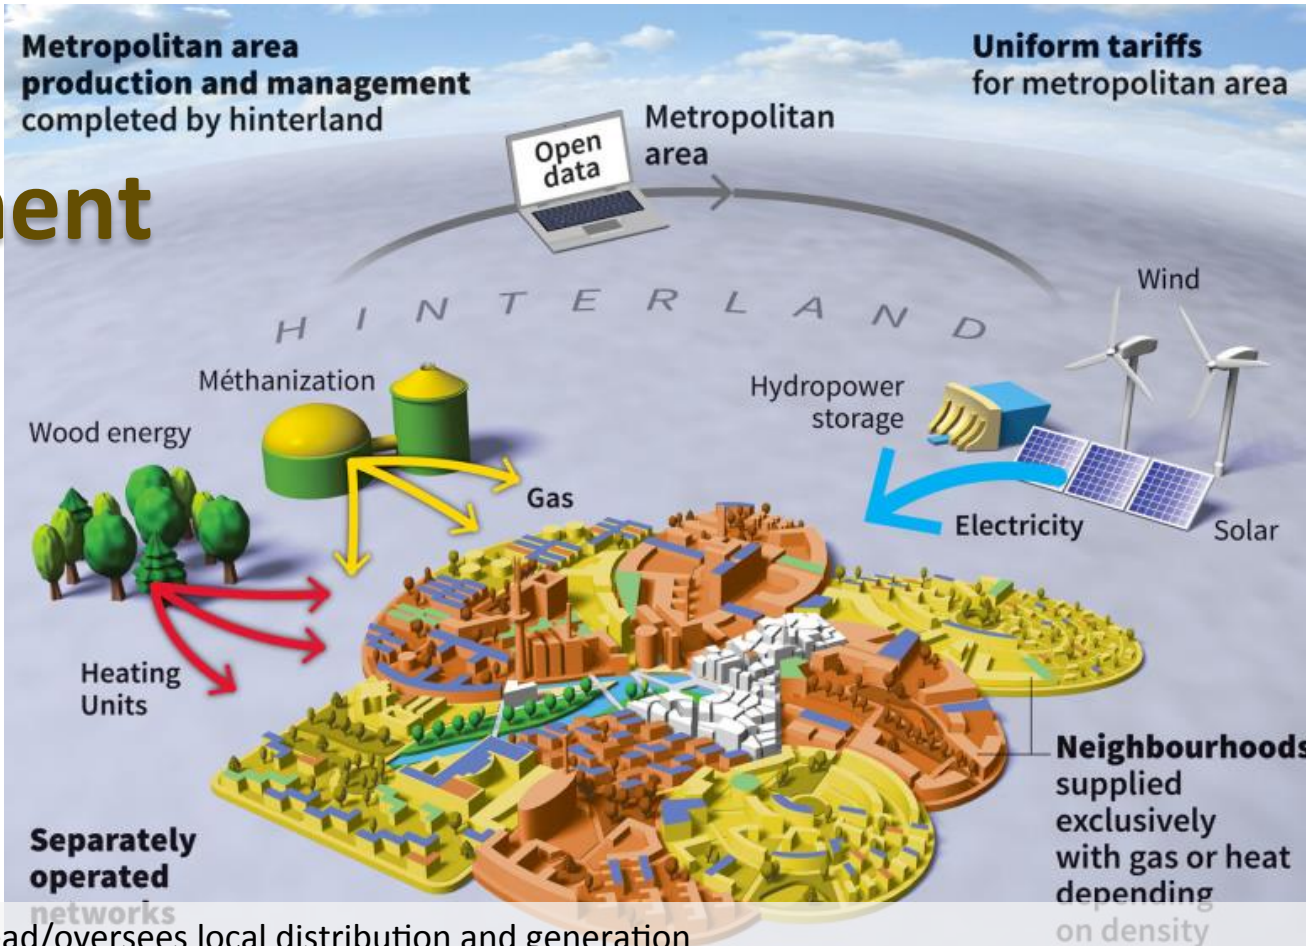 Metropolitan area
production and management
completed by hinterland
Uniform tariffs
for metropolitan area
Open
data
Metropolitan
area
HINTERLAND
Wind
Méthanization
Hydropower
storage
Wood energy
Gas
Electricity
Solar
Heating
Units
Neighbourhoods
supplied
exclusively
with gas or heat
depending
on density
Separately
operated
networks
oversees local distribution and generation